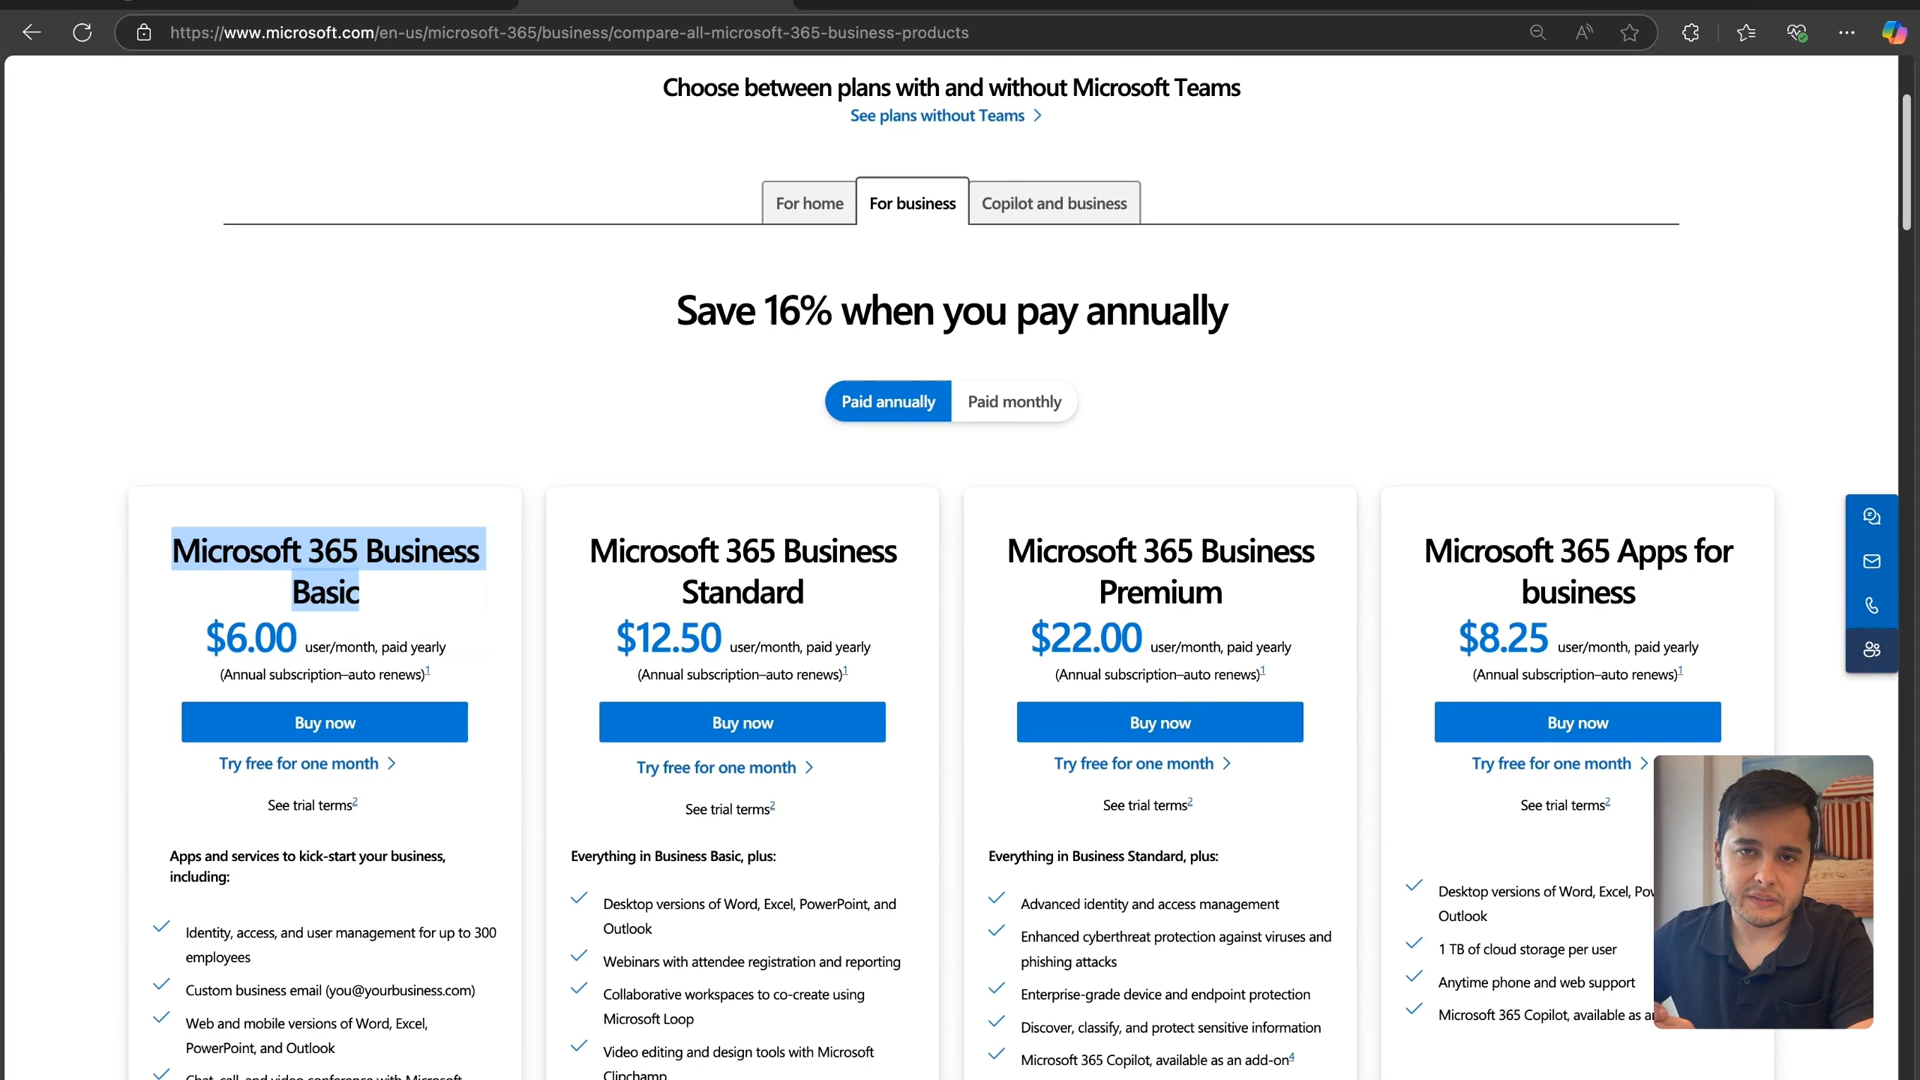 https://www.microsoft.com/en-us/microsoft-365/business/compare-all-microsoft-365-business-products
Choose between plans with and without Microsoft Teams
See plans without Teams
For home
For business
Copilot and business
Save 16% when you pay annually
Paid annually
Paid monthly
Microsoft 365 Business
Basic
$6.00 user/month, paid yearly
(Annual subscription–auto renews)1
Buy now
Try free for one month
See trial terms2
Apps and services to kick-start your business,
including:
Identity, access, and user management for up to 300
employees
Custom business email (you@yourbusiness.com)
Web and mobile versions of Word, Excel,
PowerPoint, and Outlook
Chat, call, and video conference with Microsoft
Microsoft 365 Business
Standard
$12.50 user/month, paid yearly
(Annual subscription–auto renews)1
Buy now
Try free for one month
See trial terms2
Everything in Business Basic, plus:
Desktop versions of Word, Excel, PowerPoint, and
Outlook
Webinars with attendee registration and reporting
Collaborative workspaces to co-create using
Microsoft Loop
Video editing and design tools with Microsoft
Clipchamp
Microsoft 365 Business
Premium
$22.00 user/month, paid yearly
(Annual subscription–auto renews)1
Buy now
Try free for one month
See trial terms2
Everything in Business Standard, plus:
Advanced identity and access management
Enhanced cyberthreat protection against viruses and
phishing attacks
Enterprise-grade device and endpoint protection
Discover, classify, and protect sensitive information
Microsoft 365 Copilot, available as an add-on4
Microsoft 365 Apps for
business
$8.25 user/month, paid yearly
(Annual subscription–auto renews)1
Buy now
Try free for one month
See trial terms2
Desktop versions of Word, Excel,
Outlook
1 TB of cloud storage per user
Anytime phone and web support
Microsoft 365 Copilot, available as